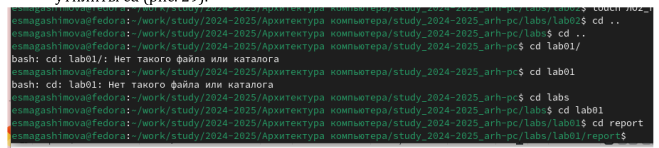 esmagashimova@fedora:~/work/study/2024-2025/Архитектура компьютера/study_2024-2025_arh-pc/labs/lab02$ touch Л02_
esmagashimova@fedora:~/work/study/2024-2025/Архитектура компьютера/study_2024-2025_arh-pc/labs/lab02$ cd ..
esmagashimova@fedora:~/work/study/2024-2025/Архитектура компьютера/study_2024-2025_arh-pc/labs$ cd ..
esmagashimova@fedora:~/work/study/2024-2025/Архитектура компьютера/study_2024-2025_arh-pc$ cd lab01/
bash: cd: lab01/: Нет такого файла или каталога
esmagashimova@fedora:~/work/study/2024-2025/Архитектура компьютера/study_2024-2025_arh-pc$ cd lab01
bash: cd: lab01: Нет такого файла или каталога
esmagashimova@fedora:~/work/study/2024-2025/Архитектура компьютера/study_2024-2025_arh-pc$ cd labs
esmagashimova@fedora:~/work/study/2024-2025/Архитектура компьютера/study_2024-2025_arh-pc/labs$ cd lab01
esmagashimova@fedora:~/work/study/2024-2025/Архитектура компьютера/study_2024-2025_arh-pc/labs/lab01$ cd report
esmagashimova@fedora:~/work/study/2024-2025/Архитектура компьютера/study_2024-2025_arh-pc/labs/lab01/report$